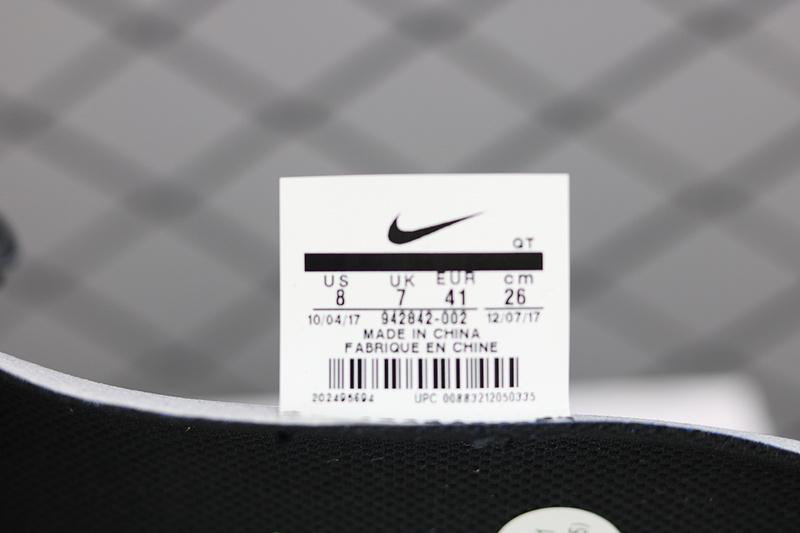 QT
US UK EUR cm
8 7 41 26
10/04/17 942842-002 12/07/17
MADE IN CHINA
FABRIQUE EN CHINE
202495694 UPC 00883212050335